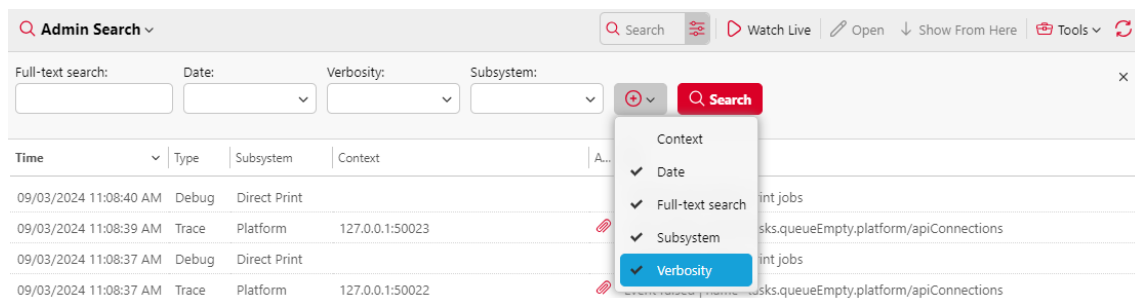 Admin Search
Search
Watch Live
Open
Show From Here
Tools
Full-text search:
Date:
Verbosity:
Subsystem:
Search
Context
Date
Full-text search
Subsystem
Verbosity
Time Type Subsystem Context A...
09/03/2024 11:08:40 AM Debug Direct Print int jobs
09/03/2024 11:08:39 AM Trace Platform 127.0.0.1:50023 sks.queueEmpty.platform/apiConnections
09/03/2024 11:08:37 AM Debug Direct Print int jobs
09/03/2024 11:08:37 AM Trace Platform 127.0.0.1:50022 sks.queueEmpty.platform/apiConnections